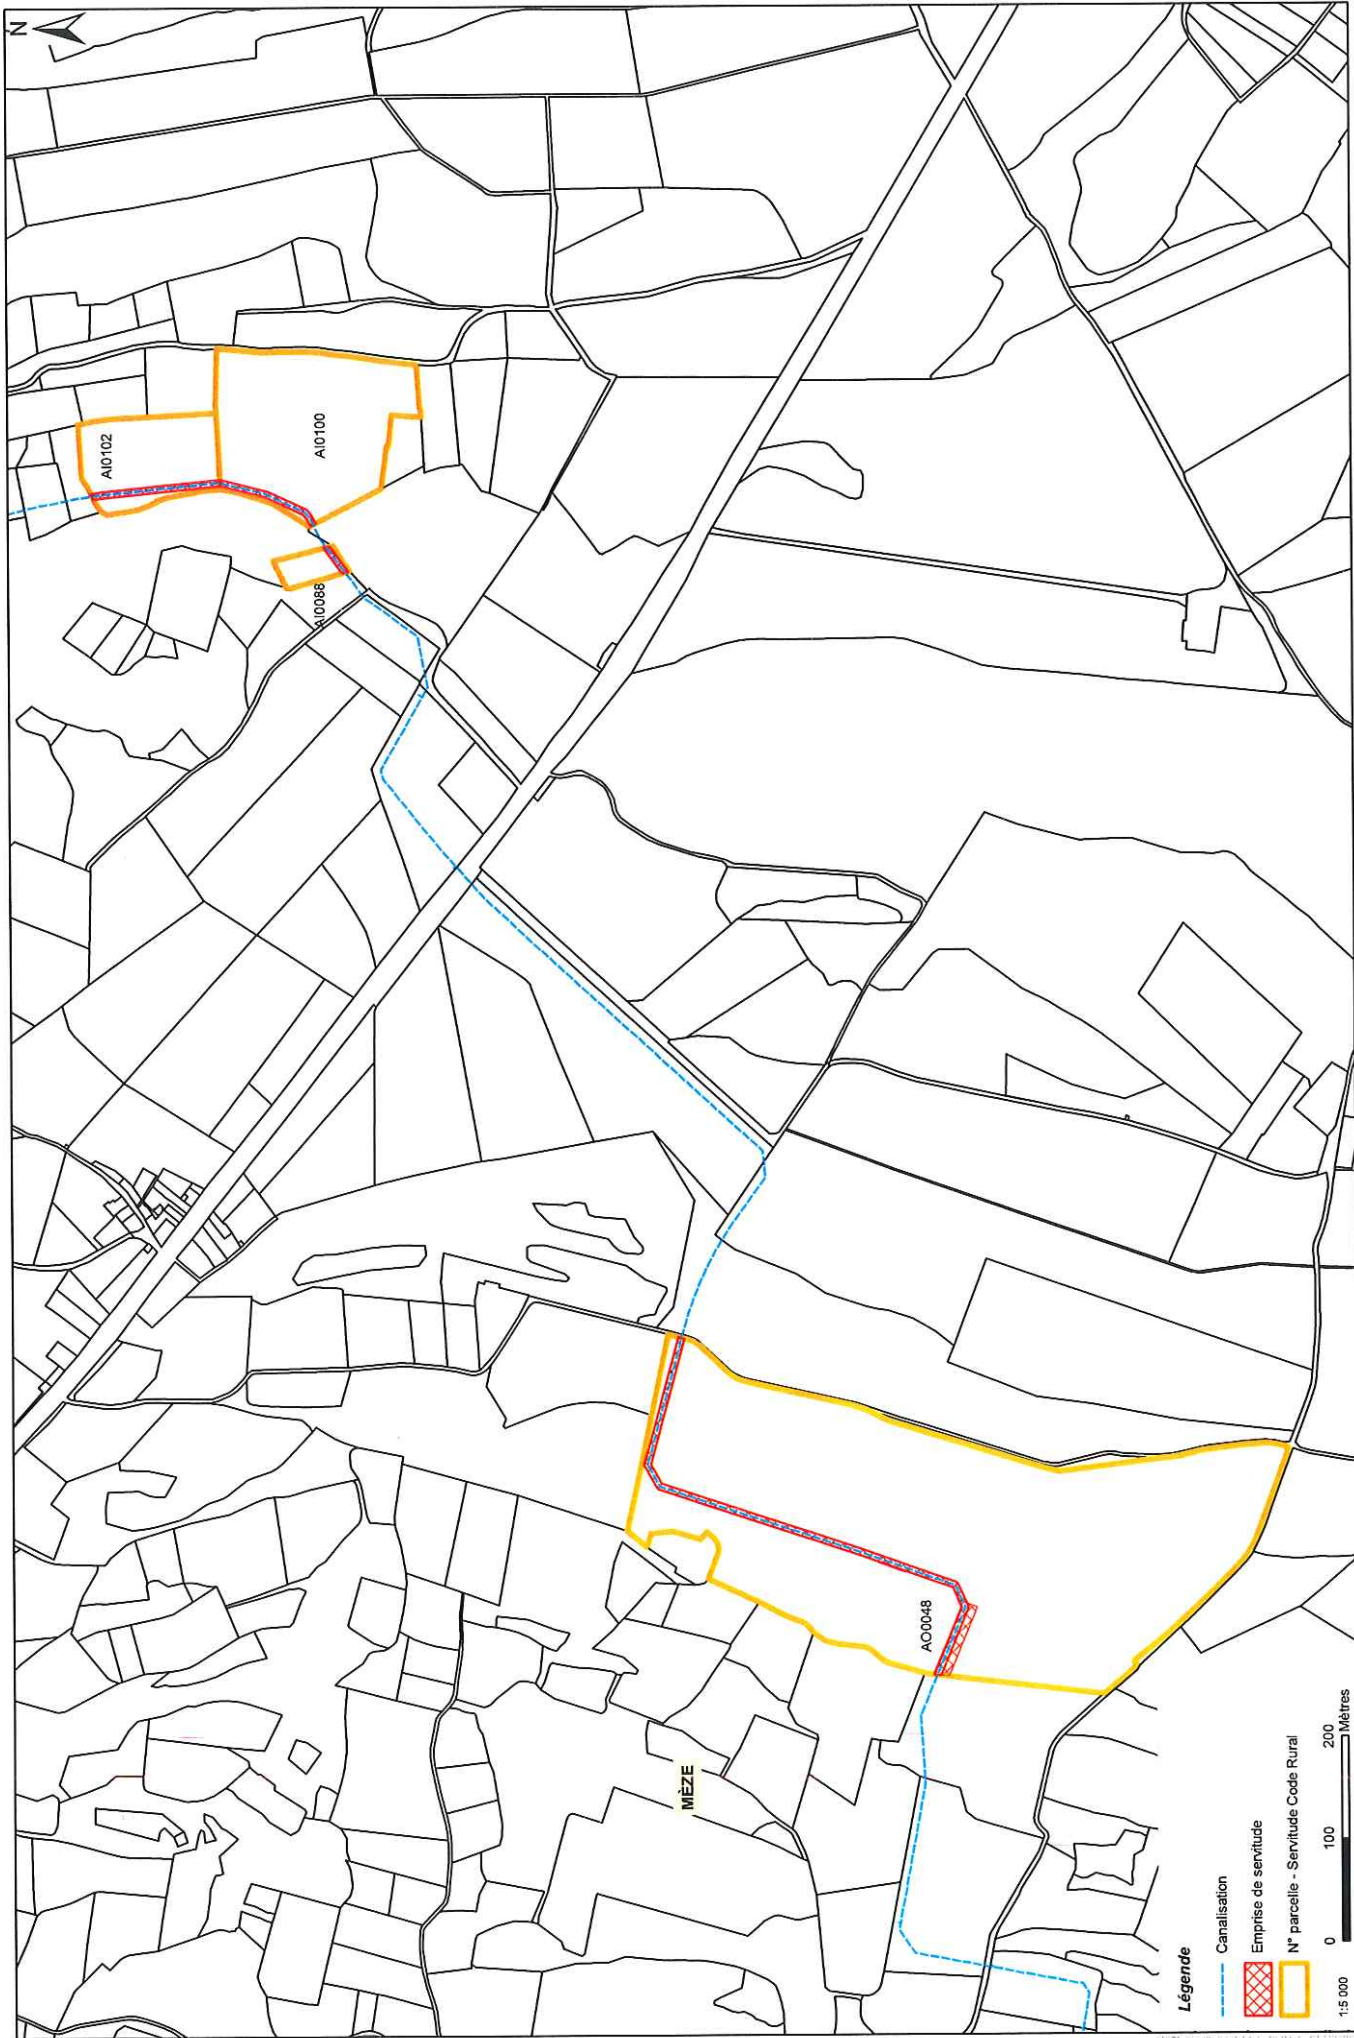 N
AI0102
AI0100
AI0088
AO0048
MÈZE
Légende
Canalisation
Emprise de servitude
N° parcelle - Servitude Code Rural
1:5 000
0 100 200
Mètres